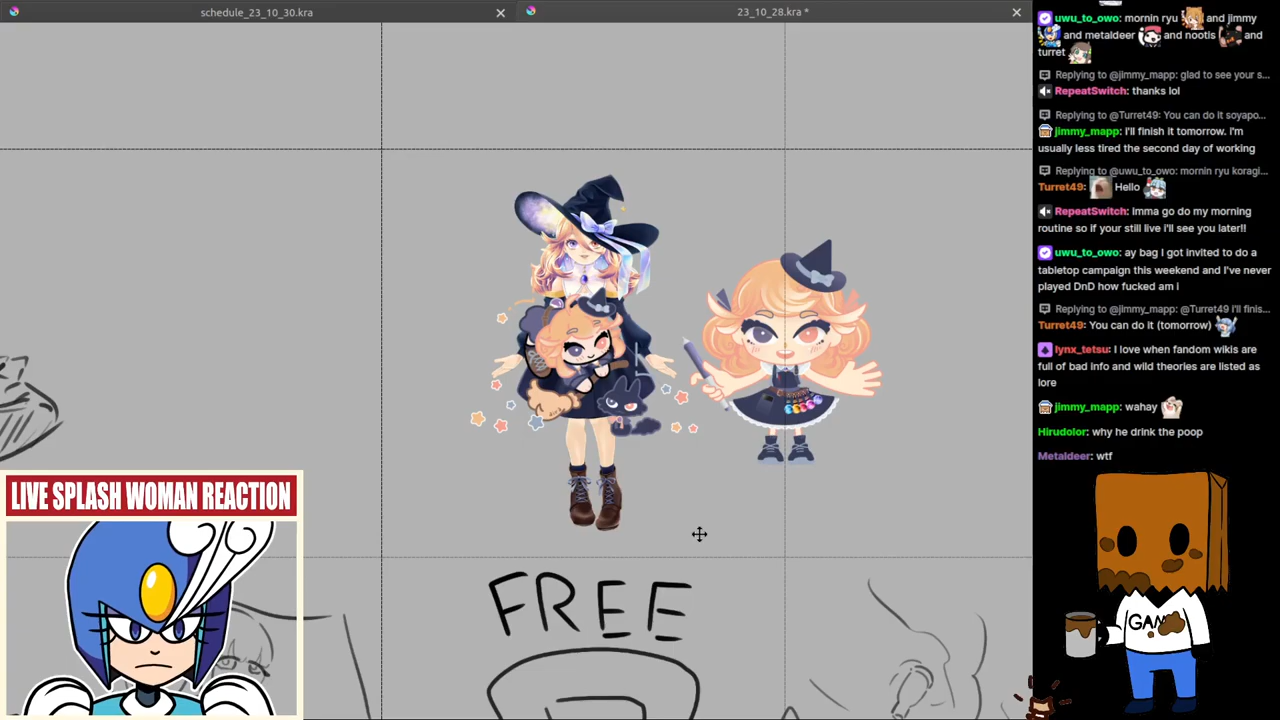 schedule_23_10_30.kra
23_10_28.kra *
uwu_to_owo: mornin ryu and jimmy
and metaldeer and nootis and
turret
Replying to @jimmy_mapp: glad to see your s...
RepeatSwitch: thanks lol
Replying to @Turret49: You can do it soyapo...
jimmy_mapp: i'll finish it tomorrow. i'm
usually less tired the second day of working
Replying to @uwu_to_owo: mornin ryu koragi...
Turret49: Hello
RepeatSwitch: Imma go do my morning
routine so if your still live i'll see you later!!
uwu_to_owo: ay bag I got invited to do a
tabletop campaign this weekend and I've never
played DnD how fucked am i
Replying to @jimmy_mapp: @Turret49 i'll finis...
Turret49: You can do it (tomorrow)
lynx_tetsu: I love when fandom wikis are
full of bad info and wild theories are listed as
lore
jimmy_mapp: wahay
Hirudolor: why he drink the poop
Metaldeer: wtf
LIVE SPLASH WOMAN REACTION
FREE